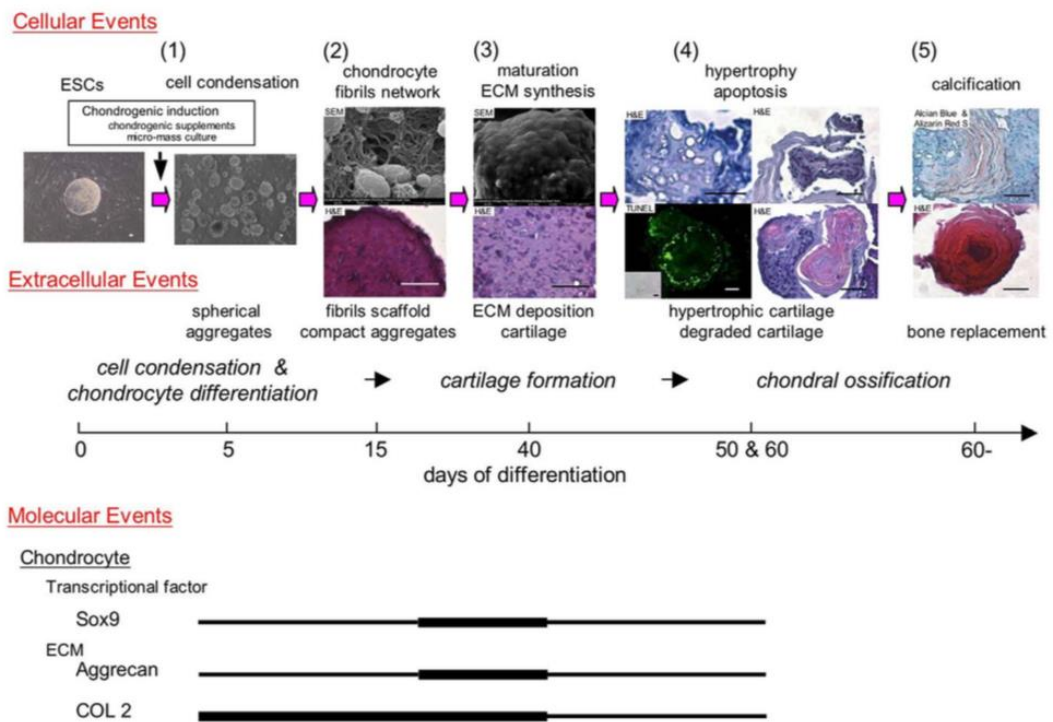 Cellular Events
(1) (2) (3) (4) (5)
ESCs
cell condensation
chondrocyte
fibrils network
maturation
ECM synthesis
hypertrophy
apoptosis
calcification
Chondrogenic induction
chondrogenic supplements
micro-mass culture
SEM
SEM
H&E
H&E
Alcian Blue &
Alizarin Red S
H&E
H&E
TUNEL
H&E
H&E
Extracellular Events
spherical
aggregates
fibrils scaffold
compact aggregates
ECM deposition
cartilage
hypertrophic cartilage
degraded cartilage
bone replacement
cell condensation &
chondrocyte differentiation
cartilage formation
chondral ossification
0 5 15 40 50 & 60 60-
days of differentiation
Molecular Events
Chondrocyte
Transcriptional factor
Sox9
ECM
Aggrecan
COL 2